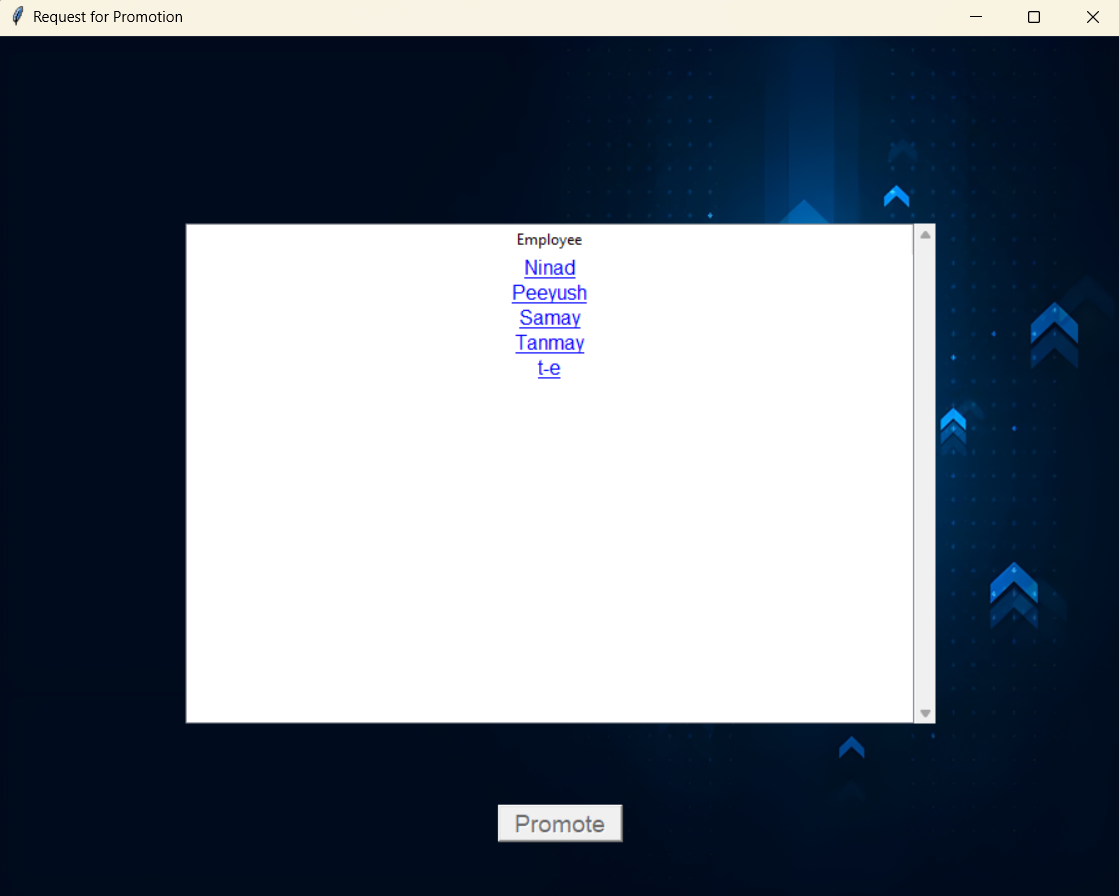 Request for Promotion
Employee
Ninad
Peeyush
Samay
Tanmay
t-e
Promote